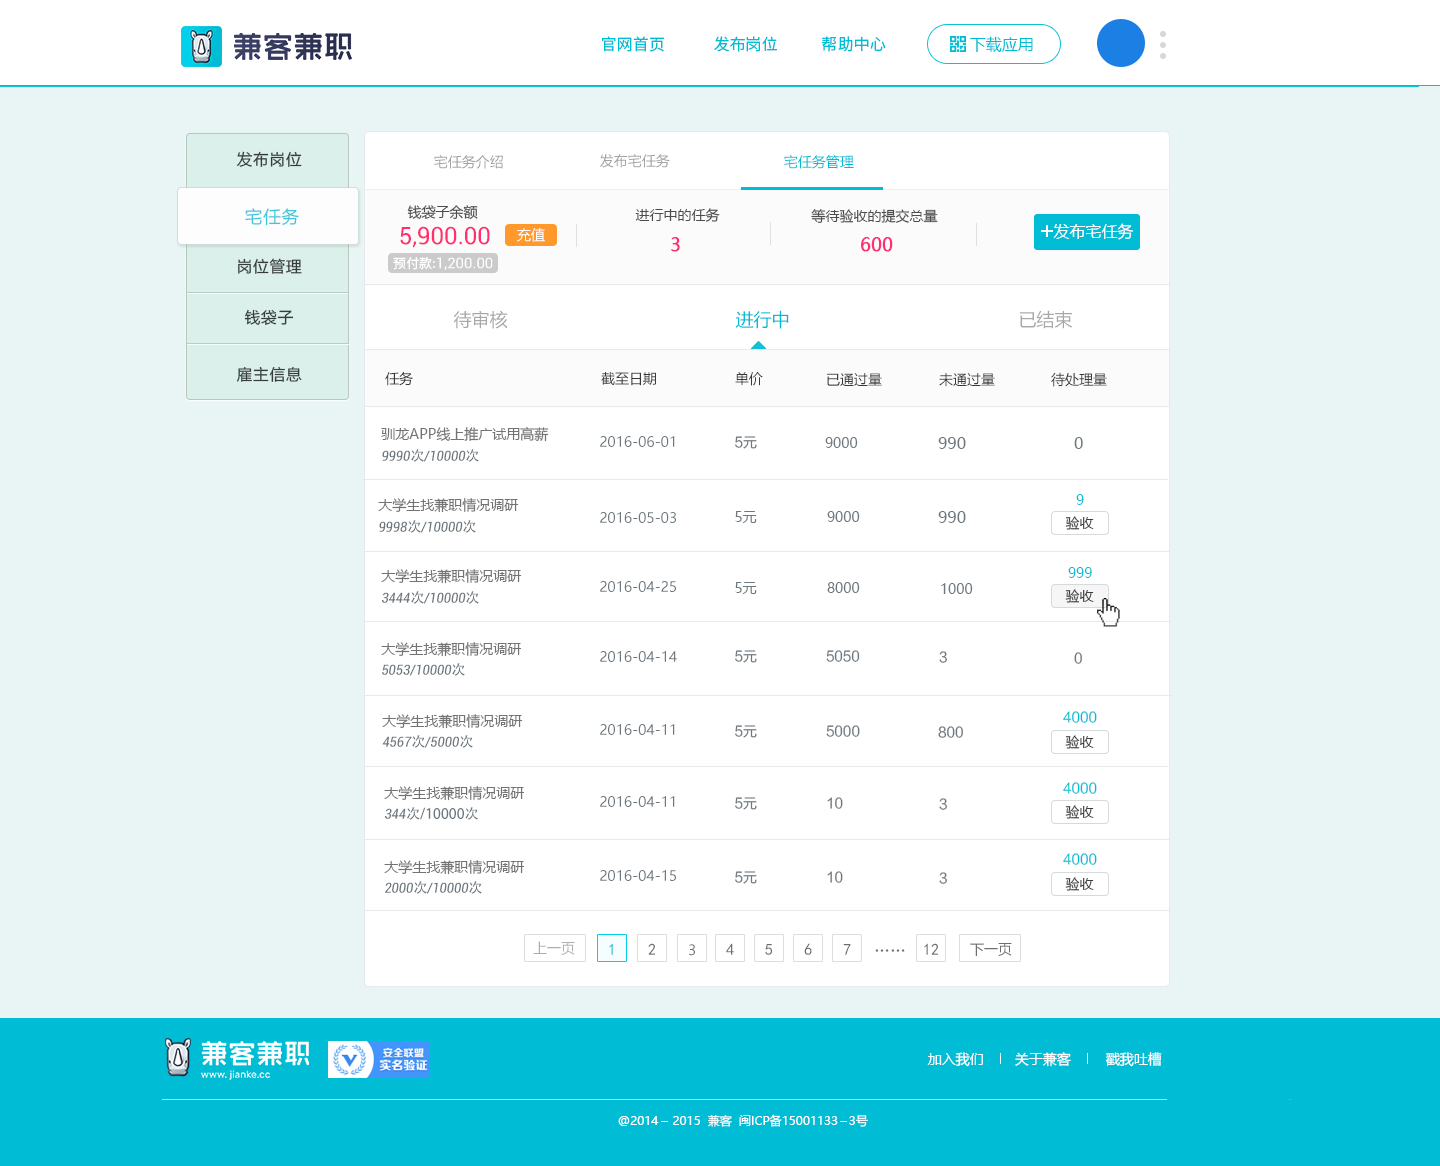 兼客兼职
官网首页 发布岗位 帮助中心 下载应用
发布岗位
宅任务
岗位管理
钱袋子
雇主信息
宅任务介绍 发布宅任务 宅任务管理
钱袋子余额
5,900.00 充值
预付款:1,200.00
进行中的任务
3
等待验收的提交总量
600
+发布宅任务
待审核 进行中 已结束
任务 截至日期 单价 已通过量 未通过量 待处理量
驯龙APP线上推广试用高薪
9990次/10000次
2016-06-01 5元 9000 990 0
大学生找兼职情况调研
9998次/10000次
2016-05-03 5元 9000 990 9
验收
大学生找兼职情况调研
3444次/10000次
2016-04-25 5元 8000 1000 999
验收
大学生找兼职情况调研
5053/10000次
2016-04-14 5元 5050 3 0
大学生找兼职情况调研
4567次/5000次
2016-04-11 5元 5000 800 4000
验收
大学生找兼职情况调研
344次/10000次
2016-04-11 5元 10 3 4000
验收
大学生找兼职情况调研
2000次/10000次
2016-04-15 5元 10 3 4000
验收
上一页 1 2 3 4 5 6 7 …… 12 下一页
兼客兼职
www.jianke.cc
安全联盟
实名验证
加入我们 | 关于兼客 | 戳我吐槽
@2014 – 2015 兼客 闽ICP备15001133 – 3号